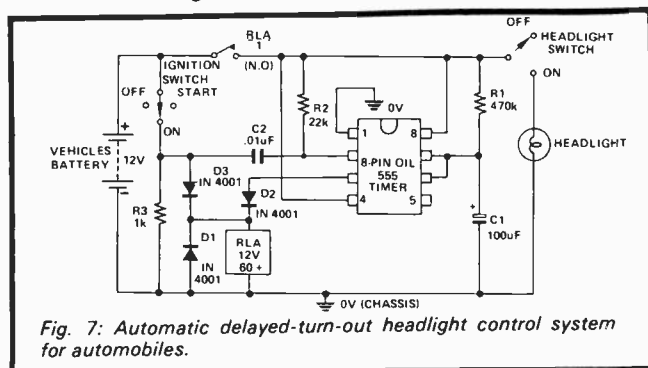 OFF
HEADLIGHT
SWITCH
BLA
1
(N.O)
IGNITION
SWITCH
START
OFF
ON
ON
0V
R2
22k
R1
470k
C2
.01uF
1
8
HEADLIGHT
VEHICLES
BATTERY
12V
+
−
8-PIN OIL
555
TIMER
D3
IN 4001
D2
IN 4001
4
5
R3
1k
D1
IN
4001
RLA
12V
60 +
+
C1
100uF
0V (CHASSIS)
Fig. 7: Automatic delayed-turn-out headlight control system
for automobiles.